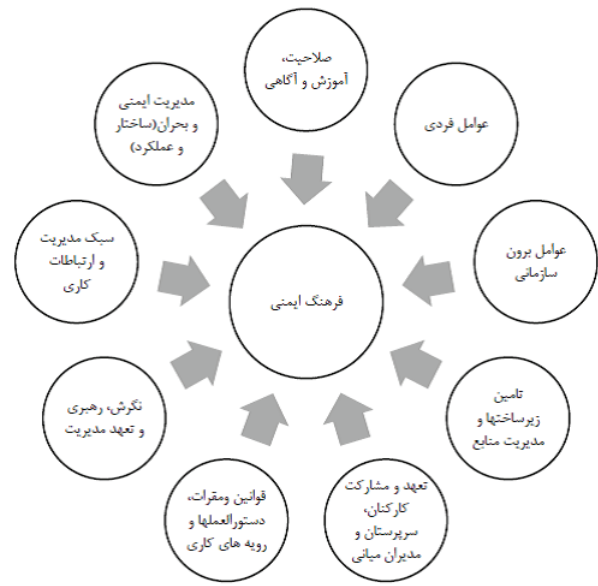 صلاحیت،
آموزش و آگاهی
عوامل فردی
عوامل برون
سازمانی
تامین
زیرساختها و
مدیریت منابع
تعهد و مشارکت
کارکنان،
سرپرستان و
مدیران میانی
قوانین ومقرات،
دستورالعملها و
رویه های کاری
نگرش، رهبری
و تعهد مدیریت
سبک مدیریت
و ارتباطات
کاری
مدیریت ایمنی
و بحران(ساختار
و عملکرد)
فرهنگ ایمنی